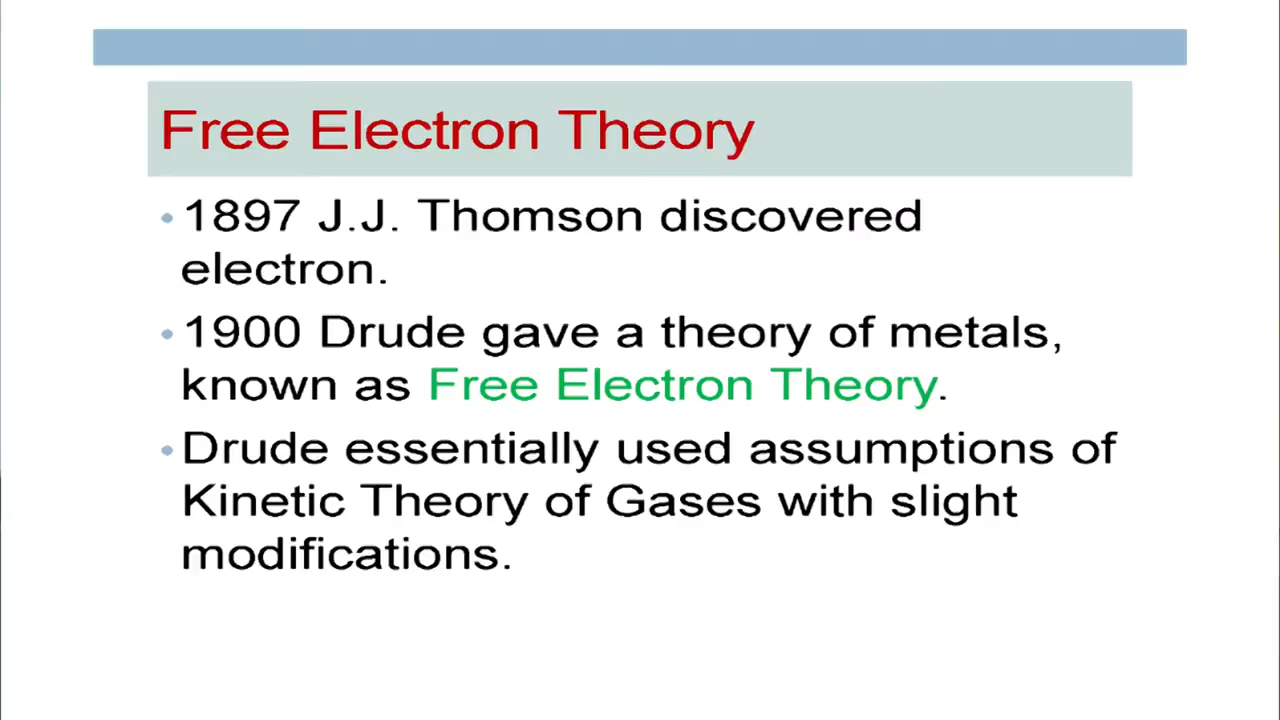 Free Electron Theory
• 1897 J.J. Thomson discovered
electron.
• 1900 Drude gave a theory of metals,
known as Free Electron Theory.
• Drude essentially used assumptions of
Kinetic Theory of Gases with slight
modifications.